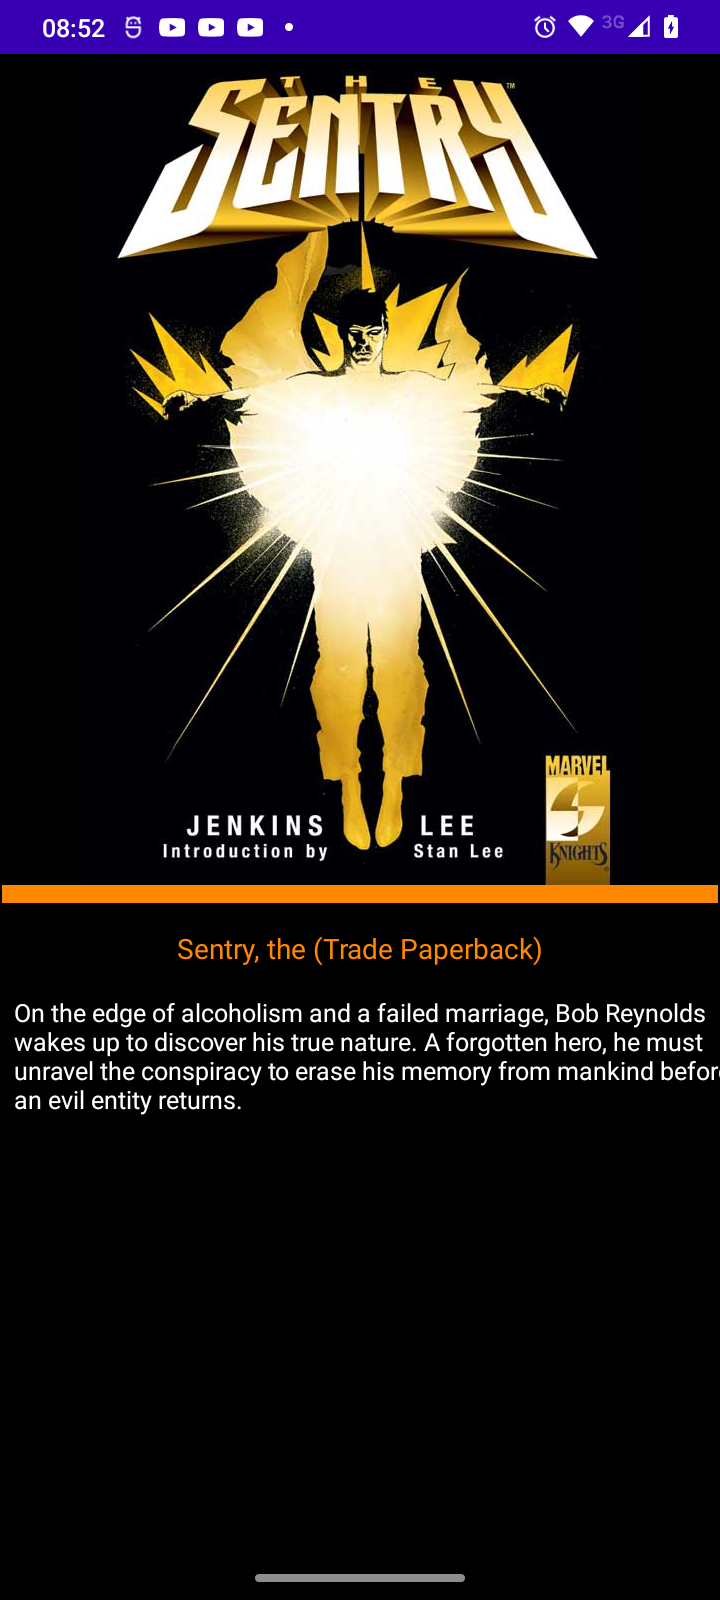 08:52
3G
THE
SENTRY™
JENKINS LEE
Introduction by Stan Lee
MARVEL
KNIGHTS
Sentry, the (Trade Paperback)
On the edge of alcoholism and a failed marriage, Bob Reynolds
wakes up to discover his true nature. A forgotten hero, he must
unravel the conspiracy to erase his memory from mankind befor
an evil entity returns.